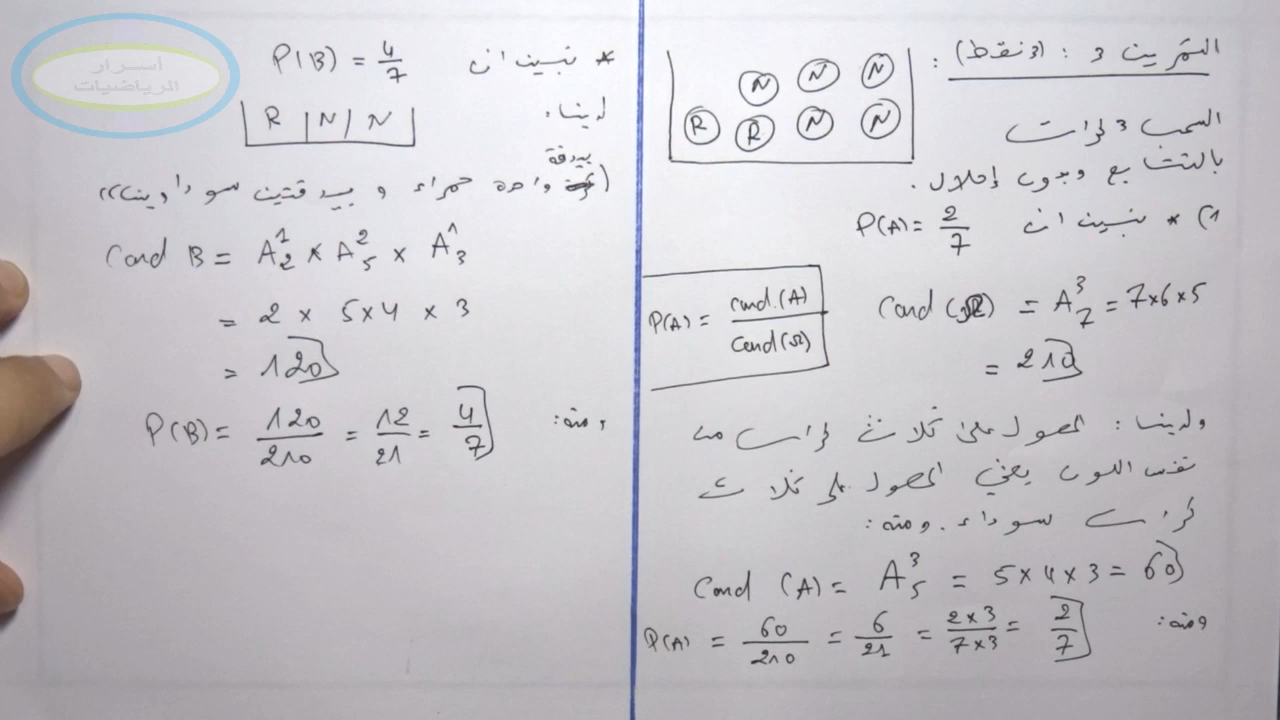 أسرار
الرياضيات
التمرين 3 : (3 نقط) :
N N N
R R N N
السحب 3 كرات
بالتتابع وبدون إحلال.
1) * نبين ان P(A) = 2/7
Card (Ω) = A_7^3 = 7×6×5
= 210
P(A) = card.(A) / Card(Ω)
ولدينا : الحصول على ثلاث كرات من
نفس اللون يعني الحصول على ثلاث
كرات سوداء. ومنه :
Card (A) = A_5^3 = 5×4×3 = 60
ومنه: P(A) = 60/210 = 6/21 = 2×3/7×3 = 2/7
* نبين ان P(B) = 4/7
لدينا: R | N | N
بيدقة
(( واحدة حمراء و بيدقتين سوداوين ))
Card B = A_2^1 × A_5^2 × A_3^1
= 2 × 5×4 × 3
= 120
ومنه: P(B) = 120/210 = 12/21 = 4/7